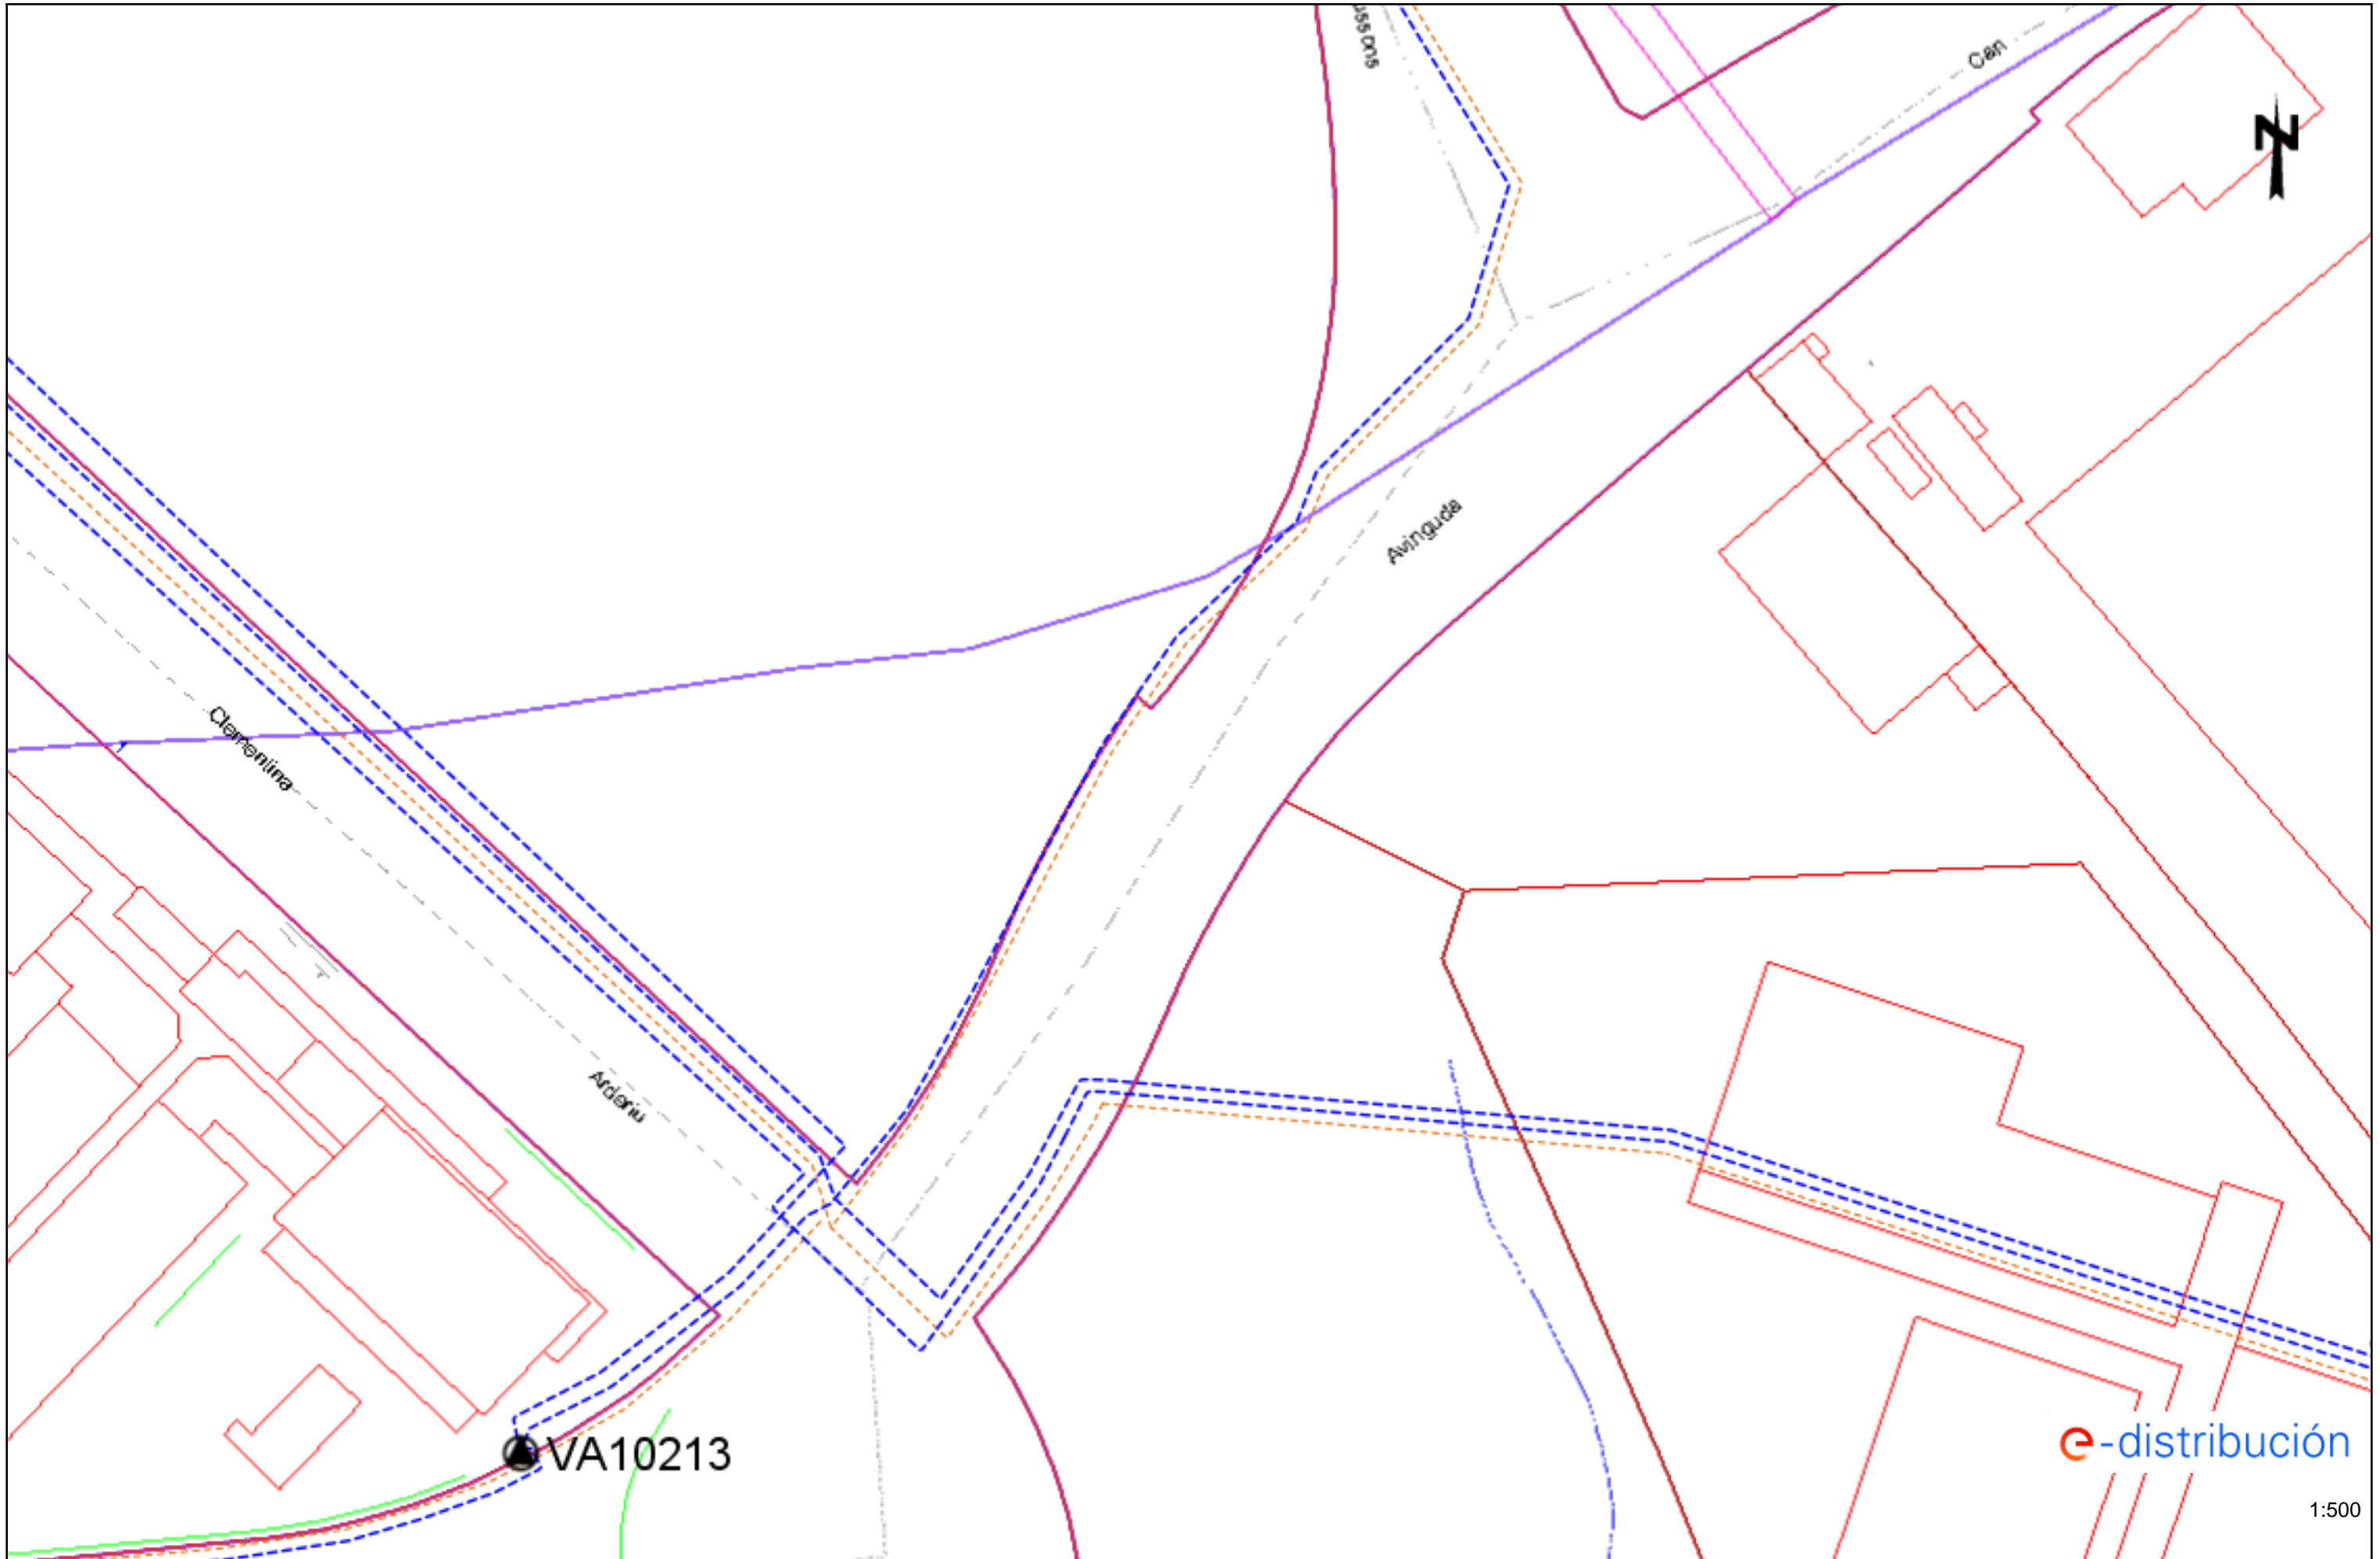 Can
N
Avinguda
Clementina
Arderiu
VA10213
e-distribución
1:500